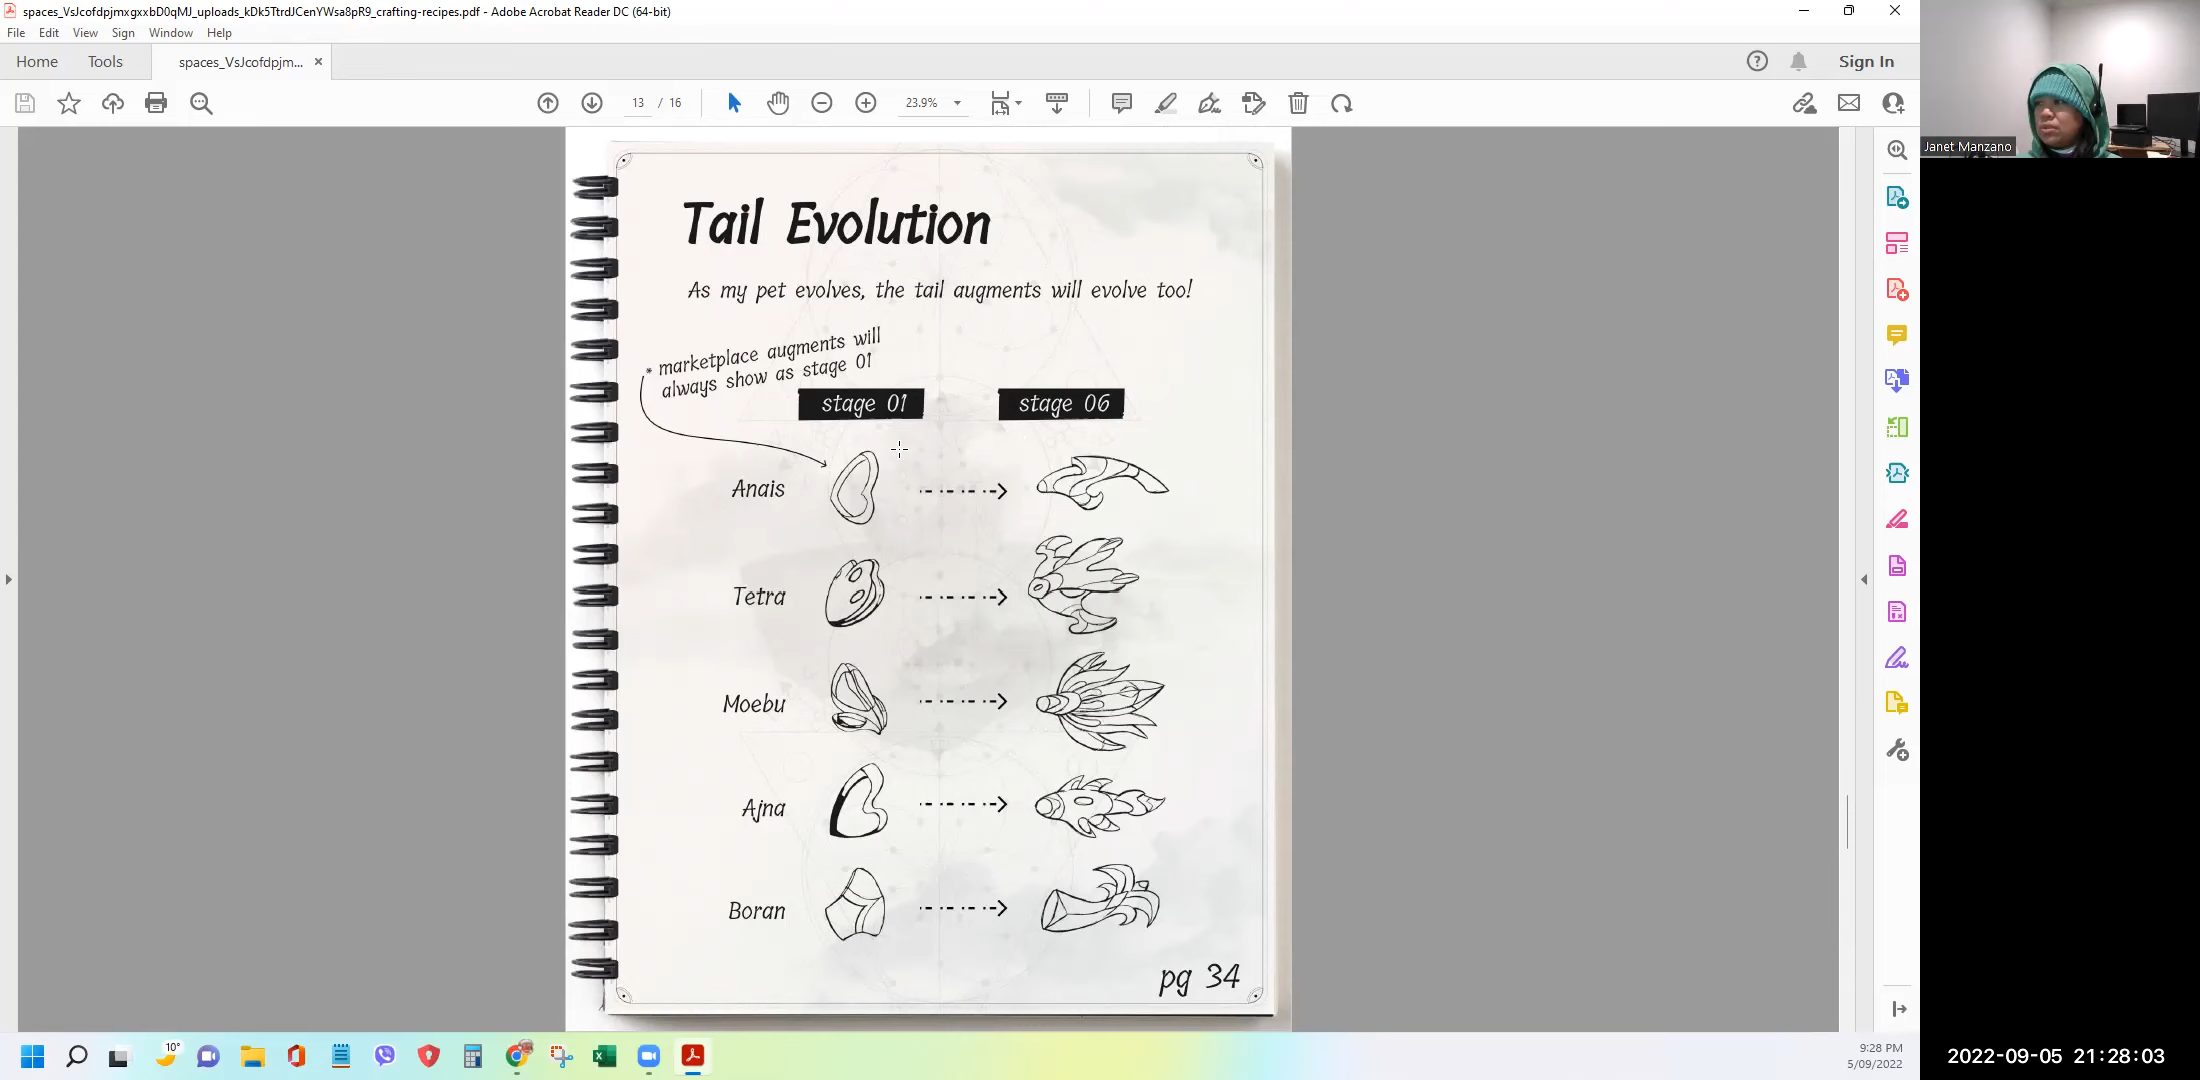 spaces_VsJcofdpjmxgxxbD0qMJ_uploads_kDk5TtrdJCenYWsa8pR9_crafting-recipes.pdf - Adobe Acrobat Reader DC (64-bit)
File Edit View Sign Window Help
Home Tools spaces_VsJcofdpjm... Sign In
13 / 16 23.9%
Janet Manzano
Tail Evolution
As my pet evolves, the tail augments will evolve too!
* marketplace augments will
always show as stage 01
stage 01 stage 06
Anais
Tetra
Moebu
Ajna
Boran
pg 34
10°
9:28 PM
5/09/2022
2022-09-05 21:28:03